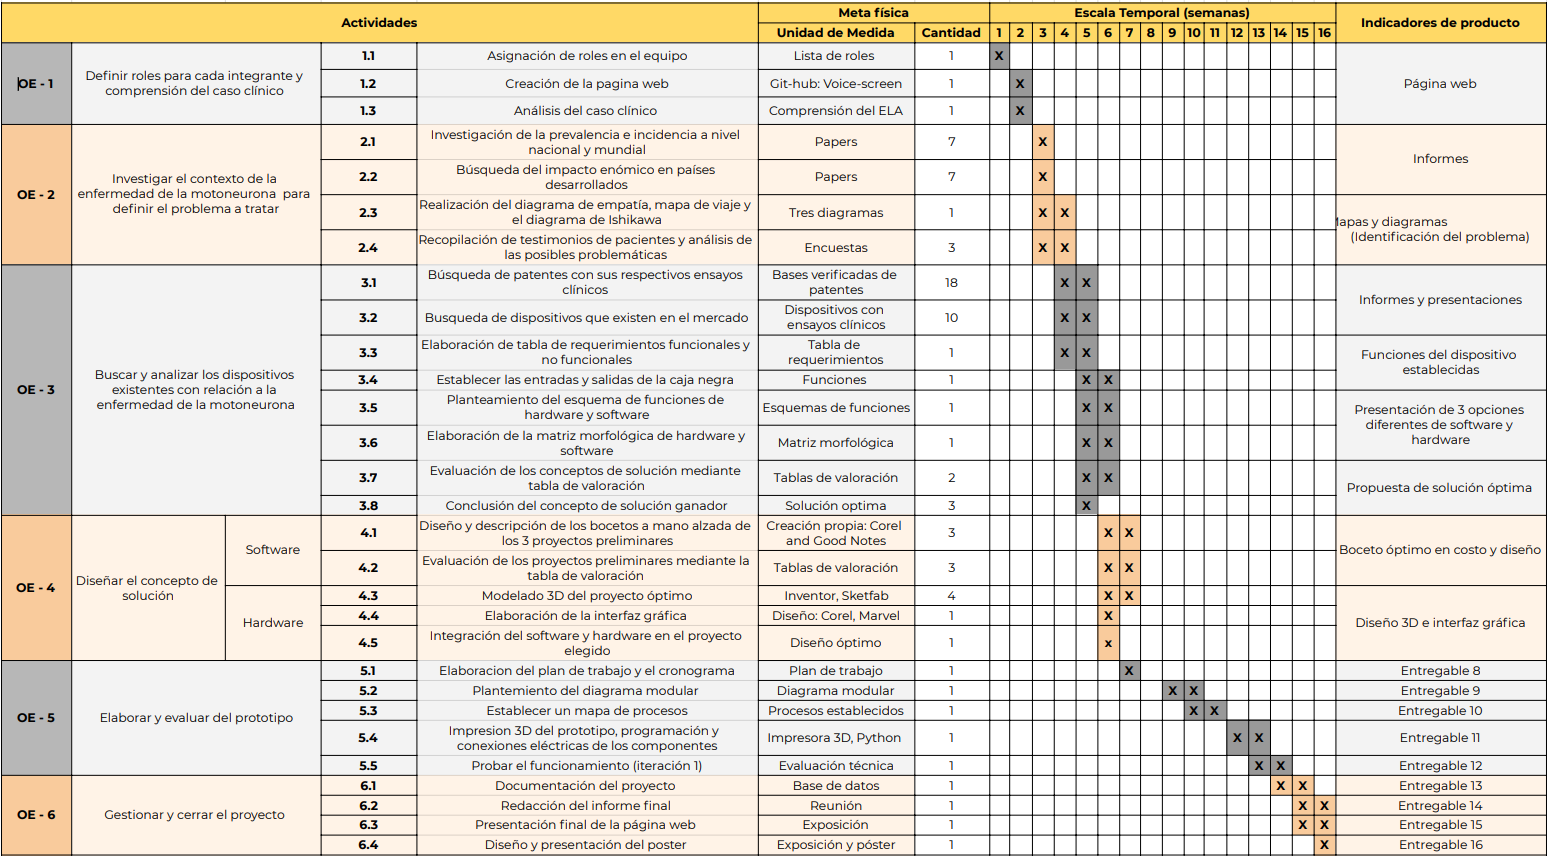 Actividades
Meta física
Escala Temporal (semanas)
Indicadores de producto
Unidad de Medida
Cantidad
1 2 3 4 5 6 7 8 9 10 11 12 13 14 15 16
OE - 1
Definir roles para cada integrante y
comprensión del caso clínico
1.1 Asignación de roles en el equipo Lista de roles 1 X
1.2 Creación de la pagina web Git-hub: Voice-screen 1 X
1.3 Análisis del caso clínico Comprensión del ELA 1 X
Página web
OE - 2
Investigar el contexto de la
enfermedad de la motoneurona para
definir el problema a tratar
2.1 Investigación de la prevalencia e incidencia a nivel
nacional y mundial
Papers 7 X
2.2 Búsqueda del impacto enómico en países
desarrollados
Papers 7 X
Informes
2.3 Realización del diagrama de empatía, mapa de viaje y
el diagrama de Ishikawa
Tres diagramas 1 X X
2.4 Recopilación de testimonios de pacientes y análisis de
las posibles problemáticas
Encuestas 3 X X
apas y diagramas
(Identificación del problema)
OE - 3
Buscar y analizar los dispositivos
existentes con relación a la
enfermedad de la motoneurona
3.1 Búsqueda de patentes con sus respectivos ensayos
clínicos
Bases verificadas de
patentes
18 X X
3.2 Busqueda de dispositivos que existen en el mercado
Dispositivos con
ensayos clínicos
10 X X
Informes y presentaciones
3.3 Elaboración de tabla de requerimientos funcionales y
no funcionales
Tabla de
requerimientos
1 X X
3.4 Establecer las entradas y salidas de la caja negra Funciones 1 X X
Funciones del dispositivo
establecidas
3.5 Planteamiento del esquema de funciones de
hardware y software
Esquemas de funciones 1 X X
3.6 Elaboración de la matriz morfológica de hardware y
software
Matriz morfológica 1 X X
Presentación de 3 opciones
diferentes de software y
hardware
3.7 Evaluación de los conceptos de solución mediante
tabla de valoración
Tablas de valoración 2 X X
3.8 Conclusión del concepto de solución ganador Solución optima 3 X
Propuesta de solución óptima
OE - 4
Diseñar el concepto de
solución
Software
4.1 Diseño y descripción de los bocetos a mano alzada de
los 3 proyectos preliminares
Creación propia: Corel
and Good Notes
3 X X
4.2 Evaluación de los proyectos preliminares mediante la
tabla de valoración
Tablas de valoración 3 X X
Boceto óptimo en costo y diseño
Hardware
4.3 Modelado 3D del proyecto óptimo Inventor, Sketfab 4 X X
4.4 Elaboración de la interfaz gráfica Diseño: Corel, Marvel 1 X
4.5 Integración del software y hardware en el proyecto
elegido
Diseño óptimo 1 x
Diseño 3D e interfaz gráfica
OE - 5
Elaborar y evaluar del prototipo
5.1 Elaboracion del plan de trabajo y el cronograma Plan de trabajo 1 X Entregable 8
5.2 Plantemiento del diagrama modular Diagrama modular 1 X X Entregable 9
5.3 Establecer un mapa de procesos Procesos establecidos 1 X X Entregable 10
5.4 Impresion 3D del prototipo, programación y
conexiones eléctricas de los componentes
Impresora 3D, Python 1 X X Entregable 11
5.5 Probar el funcionamiento (iteración 1) Evaluación técnica 1 X X Entregable 12
OE - 6
Gestionar y cerrar el proyecto
6.1 Documentación del proyecto Base de datos 1 X X Entregable 13
6.2 Redacción del informe final Reunión 1 X X Entregable 14
6.3 Presentación final de la página web Exposición 1 X X Entregable 15
6.4 Diseño y presentación del poster Exposición y póster 1 X Entregable 16